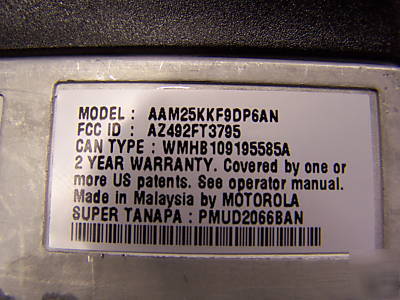 MODEL : AAM25KKF9DP6AN
FCC ID : AZ492FT3795
CAN TYPE : WMHB109195585A
2 YEAR WARRANTY. Covered by one or
more US patents. See operator manual.
Made in Malaysia by MOTOROLA
SUPER TANAPA : PMUD2066BAN